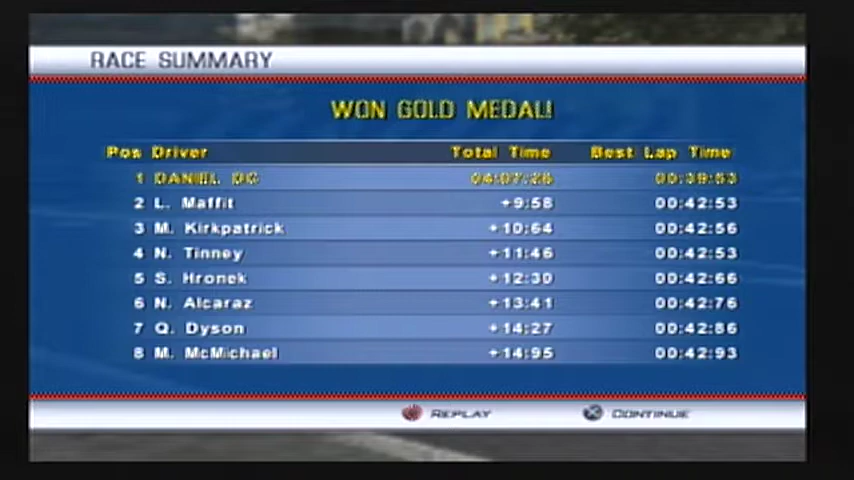 RACE SUMMARY
WON GOLD MEDAL!
Pos Driver Total Time Best Lap Time
1 DANIEL DC 04:07:26 00:39:53
2 L. Maffit +9:58 00:42:53
3 M. Kirkpatrick +10:64 00:42:56
4 N. Tinney +11:46 00:42:53
5 S. Hronek +12:30 00:42:66
6 N. Alcaraz +13:41 00:42:76
7 Q. Dyson +14:27 00:42:86
8 M. McMichael +14:95 00:42:93
REPLAY CONTINUE